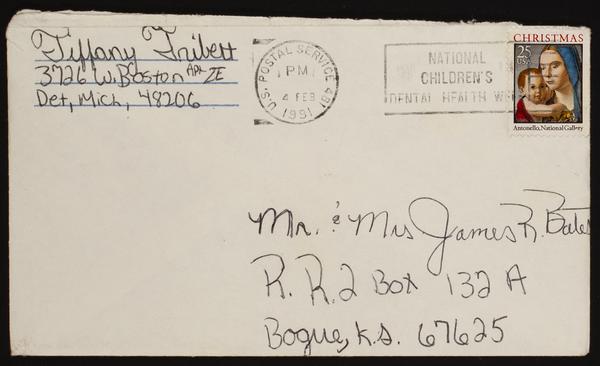 Tiffany Tribett
3726 W. Boston Apt 2E
Det, Mich, 48206
U.S. POSTAL SERVICE 481
PM
4 FEB
1991
NATIONAL
CHILDREN'S
DENTAL HEALTH
CHRISTMAS
25
USA
Antonello, National Gallery
Mr. & Mrs James R. Bates
R. R. 2 Box 132 A
Bogue, K.S. 67625